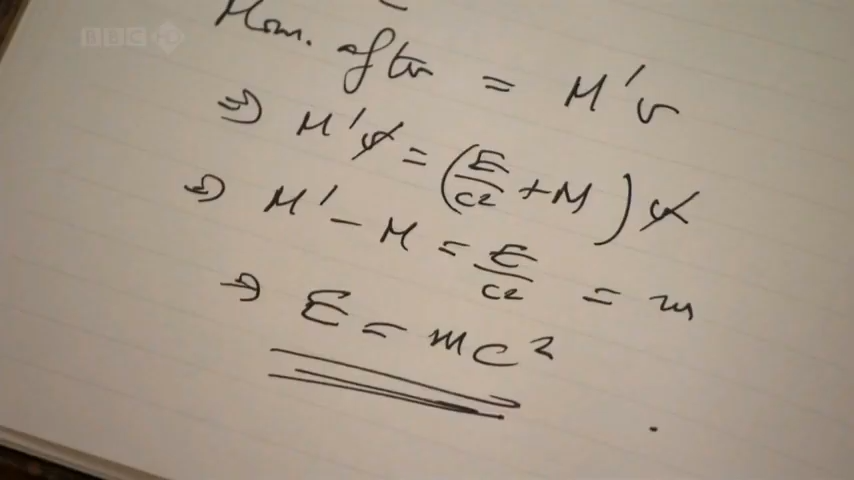 BBC HD
Mom. after = M'v
⇒ M'v = (E/c2 + M) v
⇒ M' - M = E/c2 = m
⇒ E = mc²